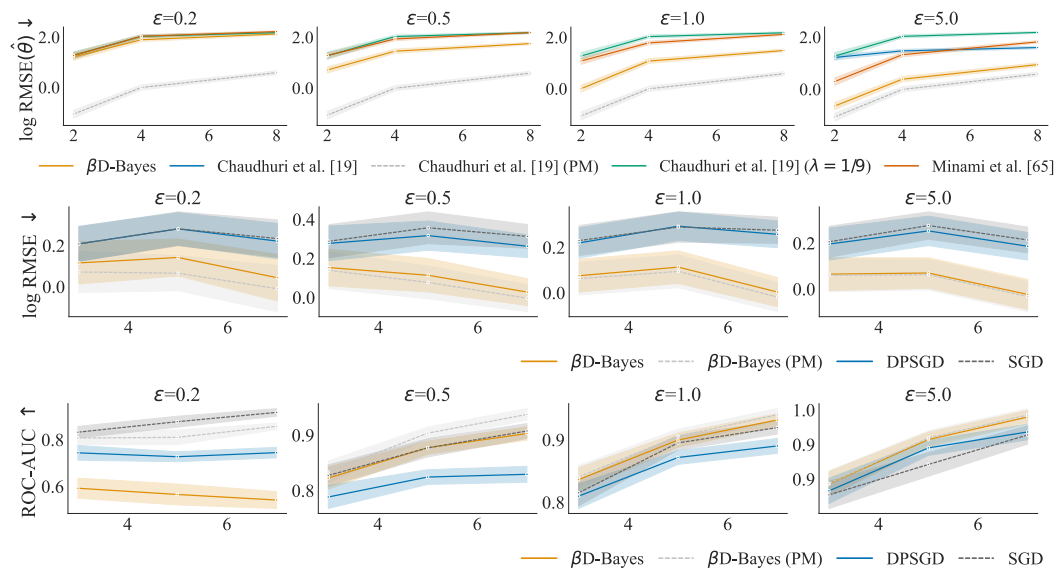 ε=0.2 ε=0.5 ε=1.0 ε=5.0
log RMSE(θ̂) ↓
2.0 0.0 2.0 0.0 2.0 0.0 2.0 0.0
2 4 6 8 2 4 6 8 2 4 6 8 2 4 6 8
βD-Bayes Chaudhuri et al. [19] Chaudhuri et al. [19] (PM) Chaudhuri et al. [19] (λ = 1/9) Minami et al. [65]
ε=0.2 ε=0.5 ε=1.0 ε=5.0
log RMSE ↓
0.2 0.0 0.4 0.2 0.0 0.2 0.0 0.2 0.0
4 6 4 6 4 6 4 6
βD-Bayes βD-Bayes (PM) DPSGD SGD
ε=0.2 ε=0.5 ε=1.0 ε=5.0
ROC-AUC ↑
0.8 0.6 0.9 0.8 0.9 0.8 1.0 0.9 0.9
4 6 4 6 4 6 4 6
βD-Bayes βD-Bayes (PM) DPSGD SGD